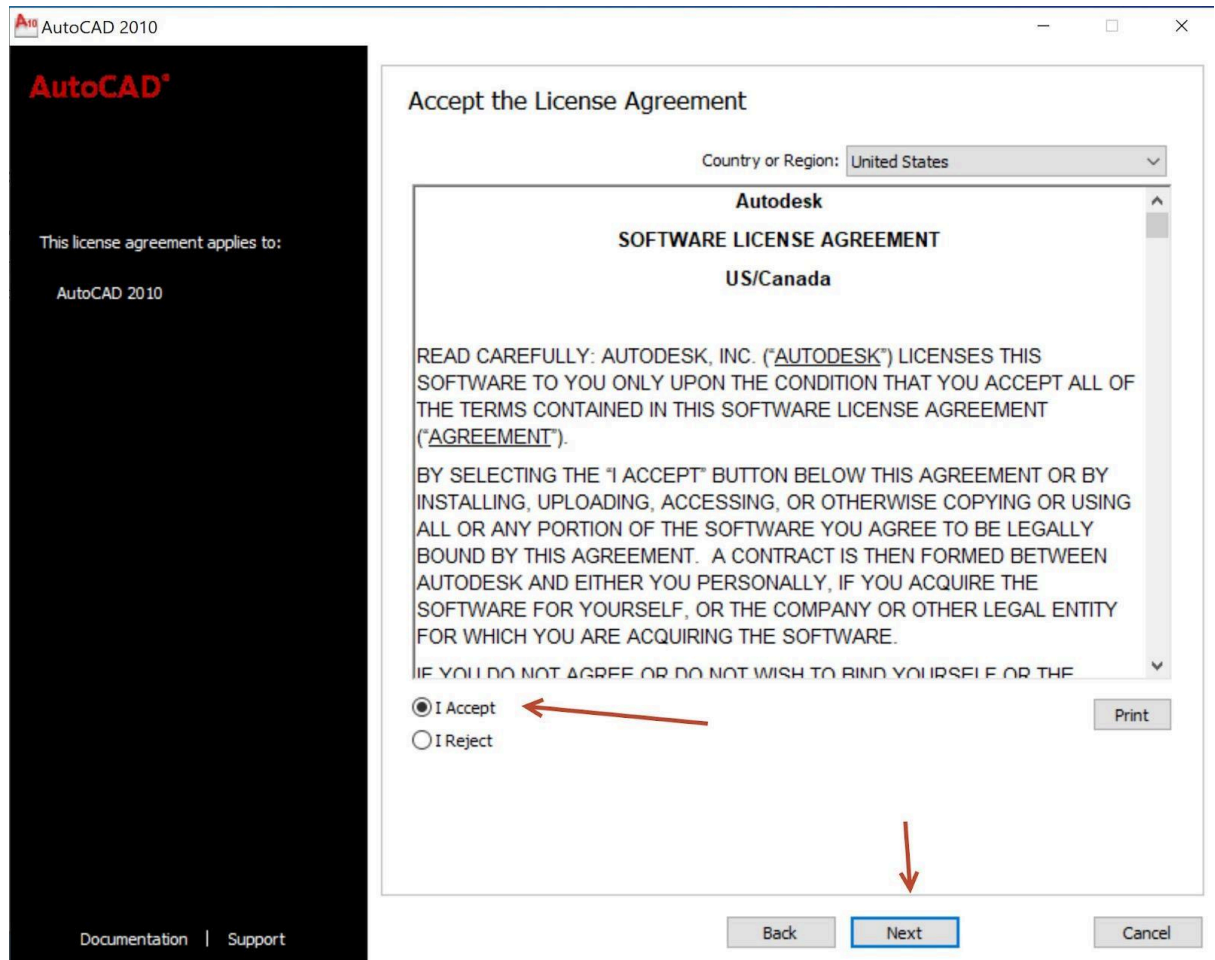 AutoCAD 2010
AutoCAD®
This license agreement applies to:
AutoCAD 2010
Documentation | Support
Accept the License Agreement
Country or Region: United States
Autodesk
SOFTWARE LICENSE AGREEMENT
US/Canada
READ CAREFULLY: AUTODESK, INC. (“AUTODESK”) LICENSES THIS
SOFTWARE TO YOU ONLY UPON THE CONDITION THAT YOU ACCEPT ALL OF
THE TERMS CONTAINED IN THIS SOFTWARE LICENSE AGREEMENT
(“AGREEMENT”).
BY SELECTING THE “I ACCEPT” BUTTON BELOW THIS AGREEMENT OR BY
INSTALLING, UPLOADING, ACCESSING, OR OTHERWISE COPYING OR USING
ALL OR ANY PORTION OF THE SOFTWARE YOU AGREE TO BE LEGALLY
BOUND BY THIS AGREEMENT.  A CONTRACT IS THEN FORMED BETWEEN
AUTODESK AND EITHER YOU PERSONALLY, IF YOU ACQUIRE THE
SOFTWARE FOR YOURSELF, OR THE COMPANY OR OTHER LEGAL ENTITY
FOR WHICH YOU ARE ACQUIRING THE SOFTWARE.
IF YOU DO NOT AGREE OR DO NOT WISH TO BIND YOURSELF OR THE
I Accept
Print
I Reject
Back Next Cancel